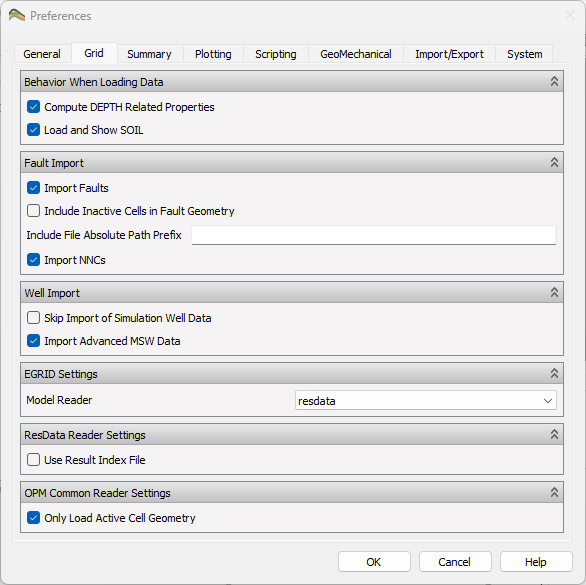 Preferences
General Grid Summary Plotting Scripting GeoMechanical Import/Export System
Behavior When Loading Data
Compute DEPTH Related Properties
Load and Show SOIL
Fault Import
Import Faults
Include Inactive Cells in Fault Geometry
Include File Absolute Path Prefix
Import NNCs
Well Import
Skip Import of Simulation Well Data
Import Advanced MSW Data
EGRID Settings
Model Reader resdata
ResData Reader Settings
Use Result Index File
OPM Common Reader Settings
Only Load Active Cell Geometry
OK Cancel Help